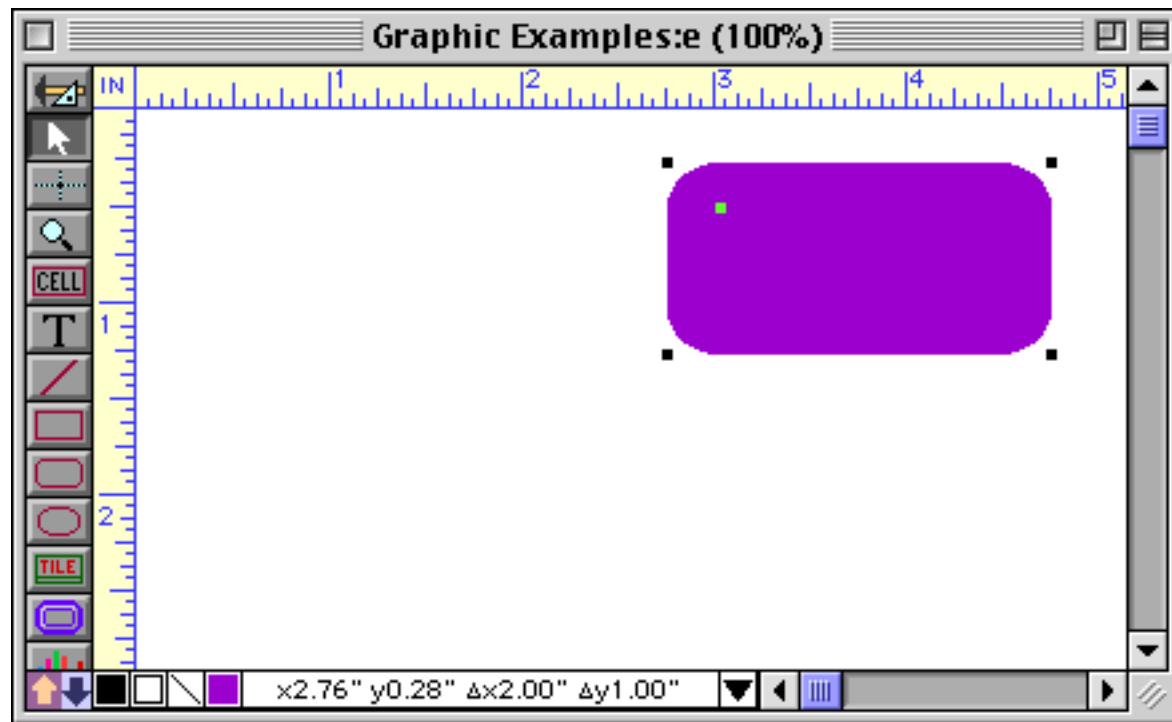 Graphic Examples:e (100%)
IN 1 2 3 4 5
CELL
T
1
2
TILE
x2.76" y0.28" Δx2.00" Δy1.00"